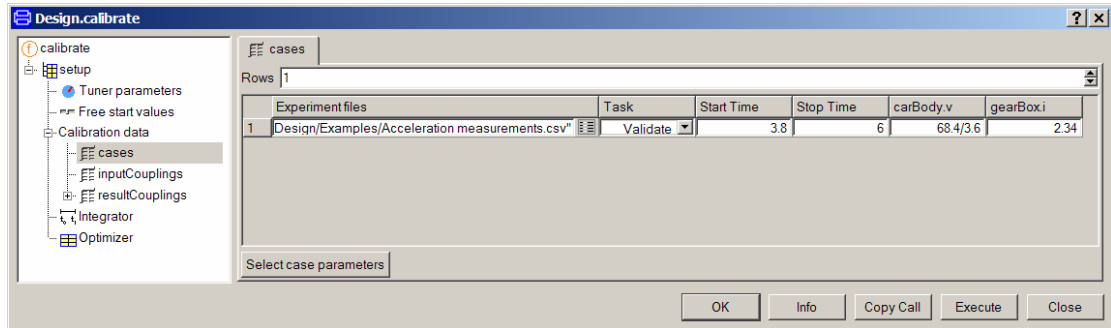 Design.calibrate
? x
calibrate
setup
Tuner parameters
Free start values
Calibration data
cases
inputCouplings
resultCouplings
Integrator
Optimizer
cases
Rows 1
Experiment files Task Start Time Stop Time carBody.v gearBox.i
1 Design/Examples/Acceleration measurements.csv" Validate 3.8 6 68.4/3.6 2.34
Select case parameters
OK Info Copy Call Execute Close